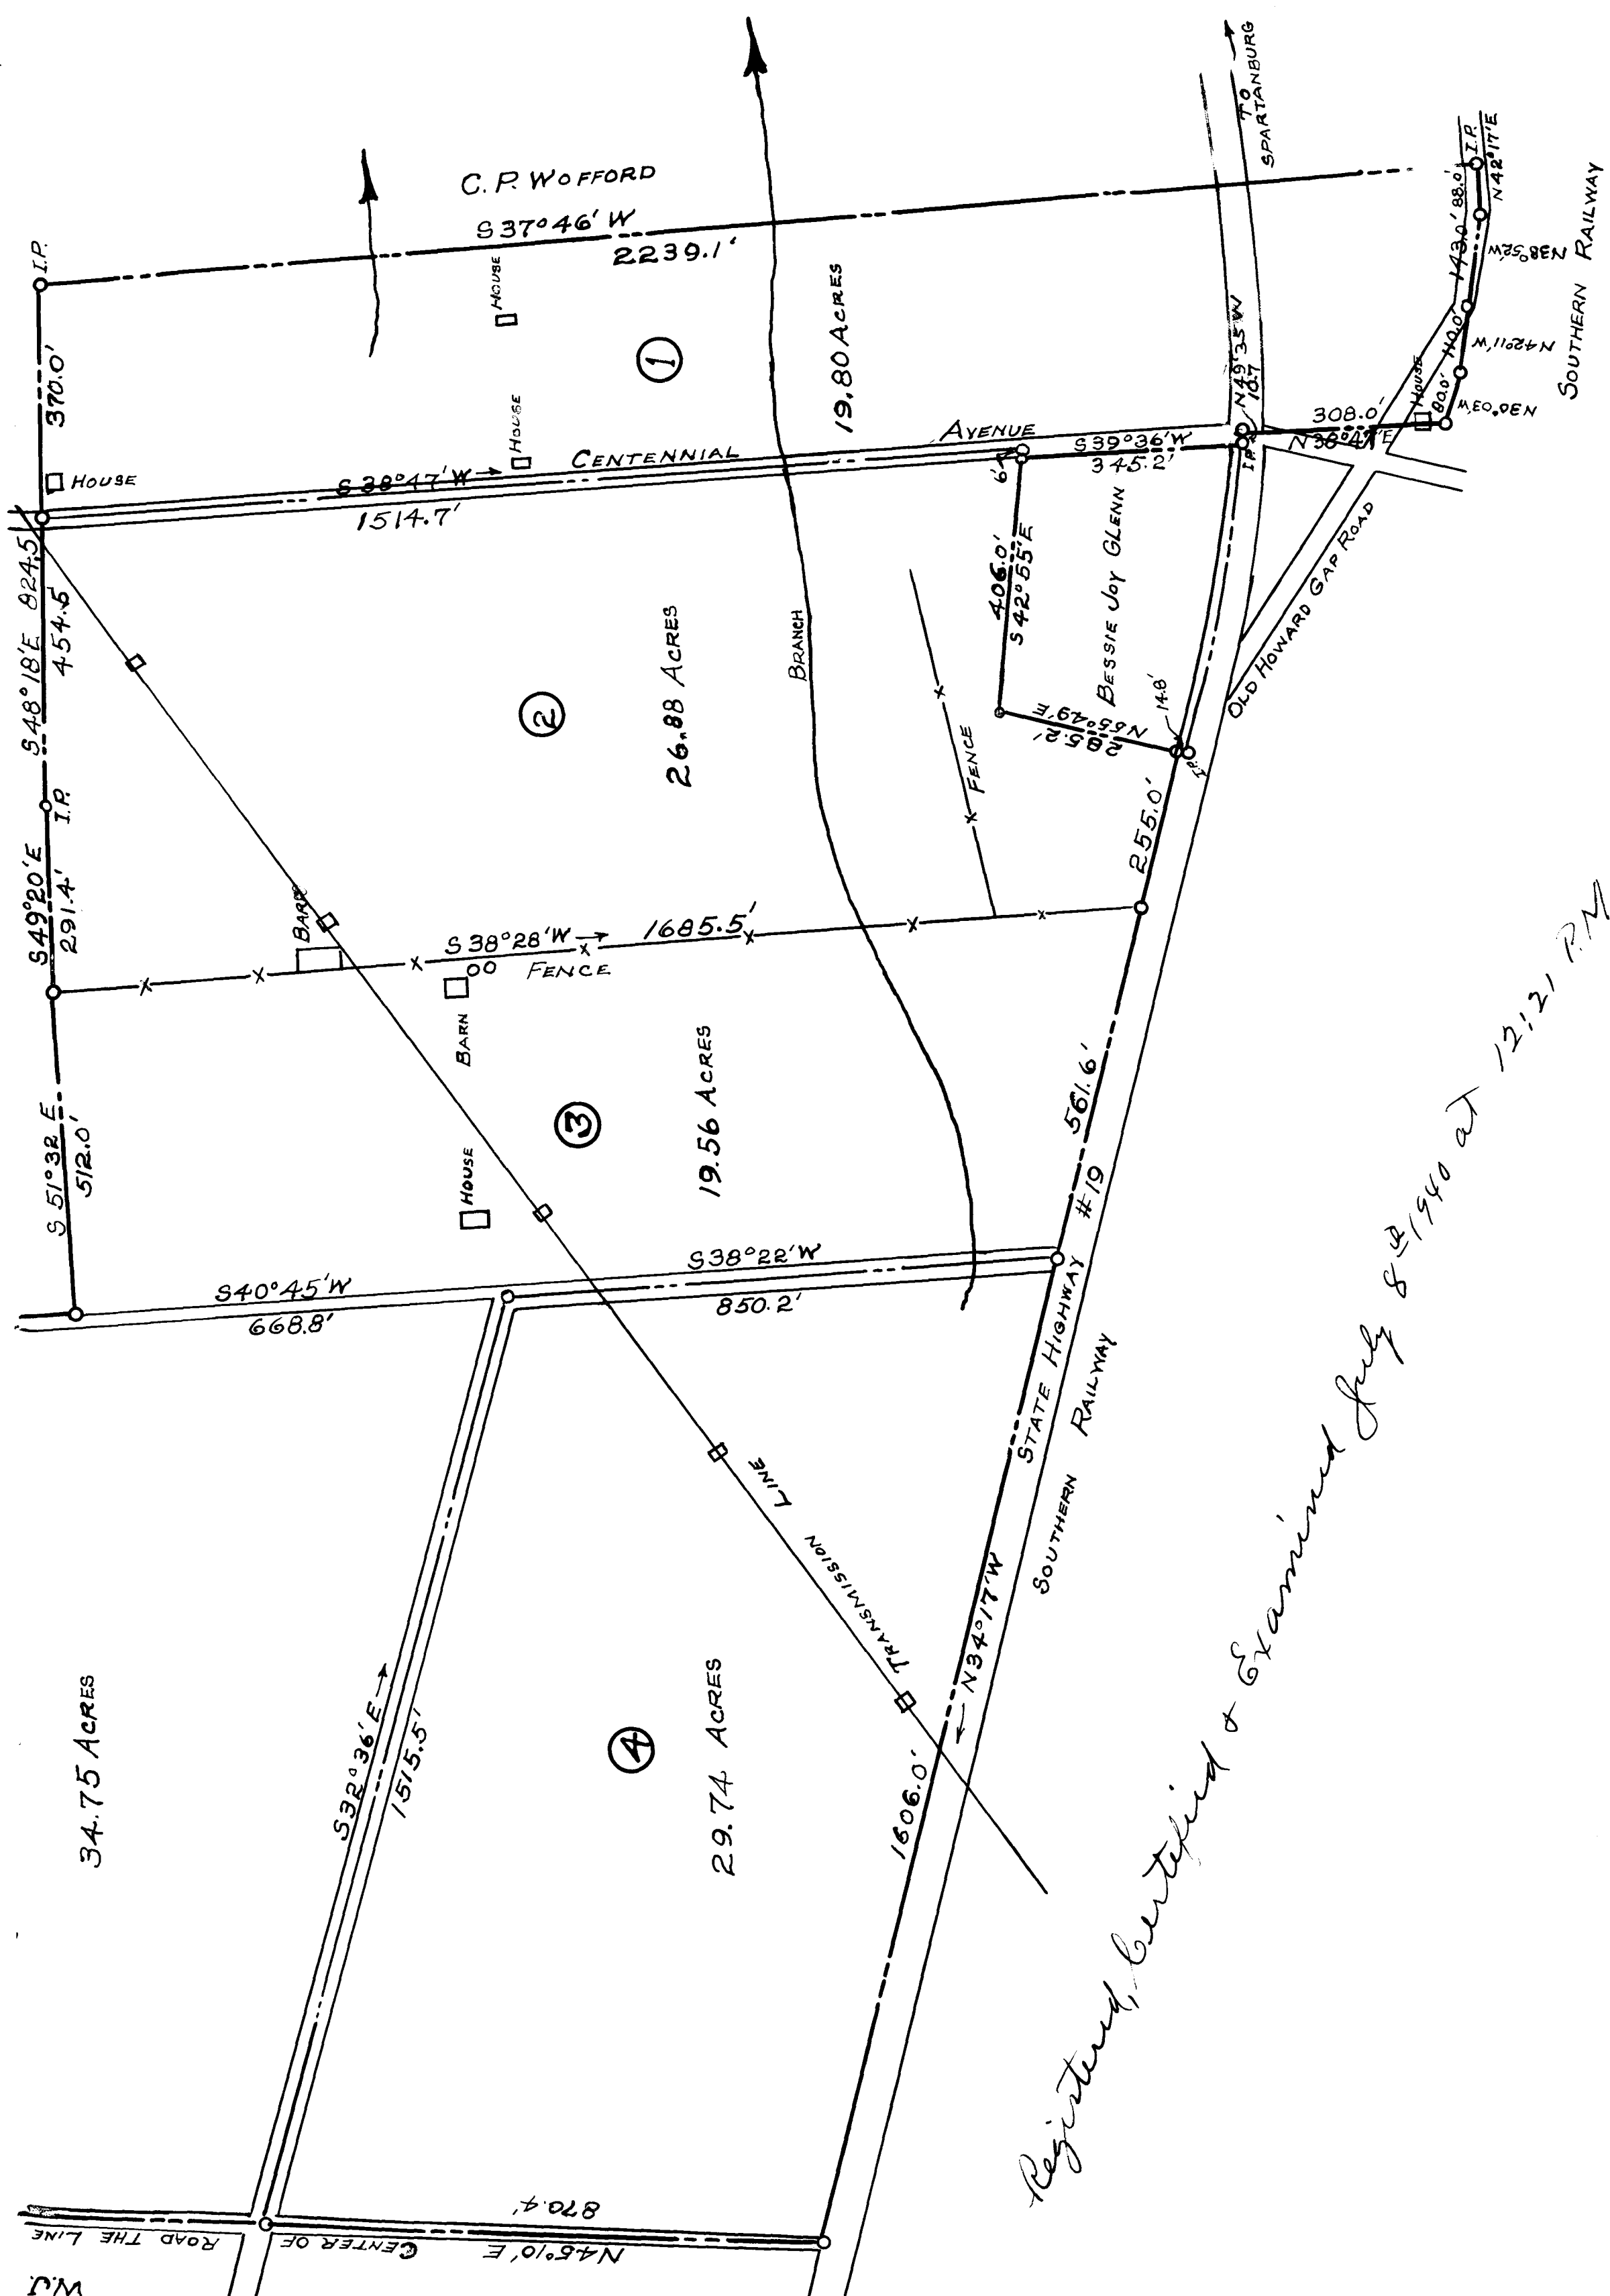 I.P.
370.0'
C.P. WOFFORD
S 37° 46' W
2239.1'
HOUSE
HOUSE
HOUSE
1
19.80 ACRES
TO
SPARTANBURG
S 38° 47' W
1514.7'
CENTENNIAL AVENUE
S 39° 36' W
345.2'
6'
N 49° 35' W
10.7
I.P.
308.0'
N 38° 47' E
HOUSE
80.0'
N 30° 03' W
110.0'
N 42° 11' W
143.0'
N 38° 52' W
88.0'
N 42° 17' E
I.P.
SOUTHERN RAILWAY
S 48° 18' E 824.5
454.5'
I.P.
S 49° 20' E
291.4'
2
26.88 ACRES
BRANCH
FENCE
406.0'
S 42° 55' E
BESSIE JOY GLENN
N 55° 49' E
285.2'
14.8'
I.P.
OLD HOWARD GAP ROAD
255.0'
BARN
S 38° 28' W
1685.5'
FENCE
BARN
S 51° 32 E
512.0'
3
19.56 ACRES
HOUSE
561.6'
S 40° 45' W
668.8'
S 38° 22' W
850.2'
STATE HIGHWAY #19
SOUTHERN RAILWAY
TRANSMISSION LINE
34.75 ACRES
S 32° 36' E
1515.5'
4
29.74 ACRES
N 34° 17' W
1606.0'
N 45° 10' E
870.4'
CENTER OF ROAD THE LINE
W.J.
Registered, Certified & Examined July 8th 1940 at 12:21 P.M